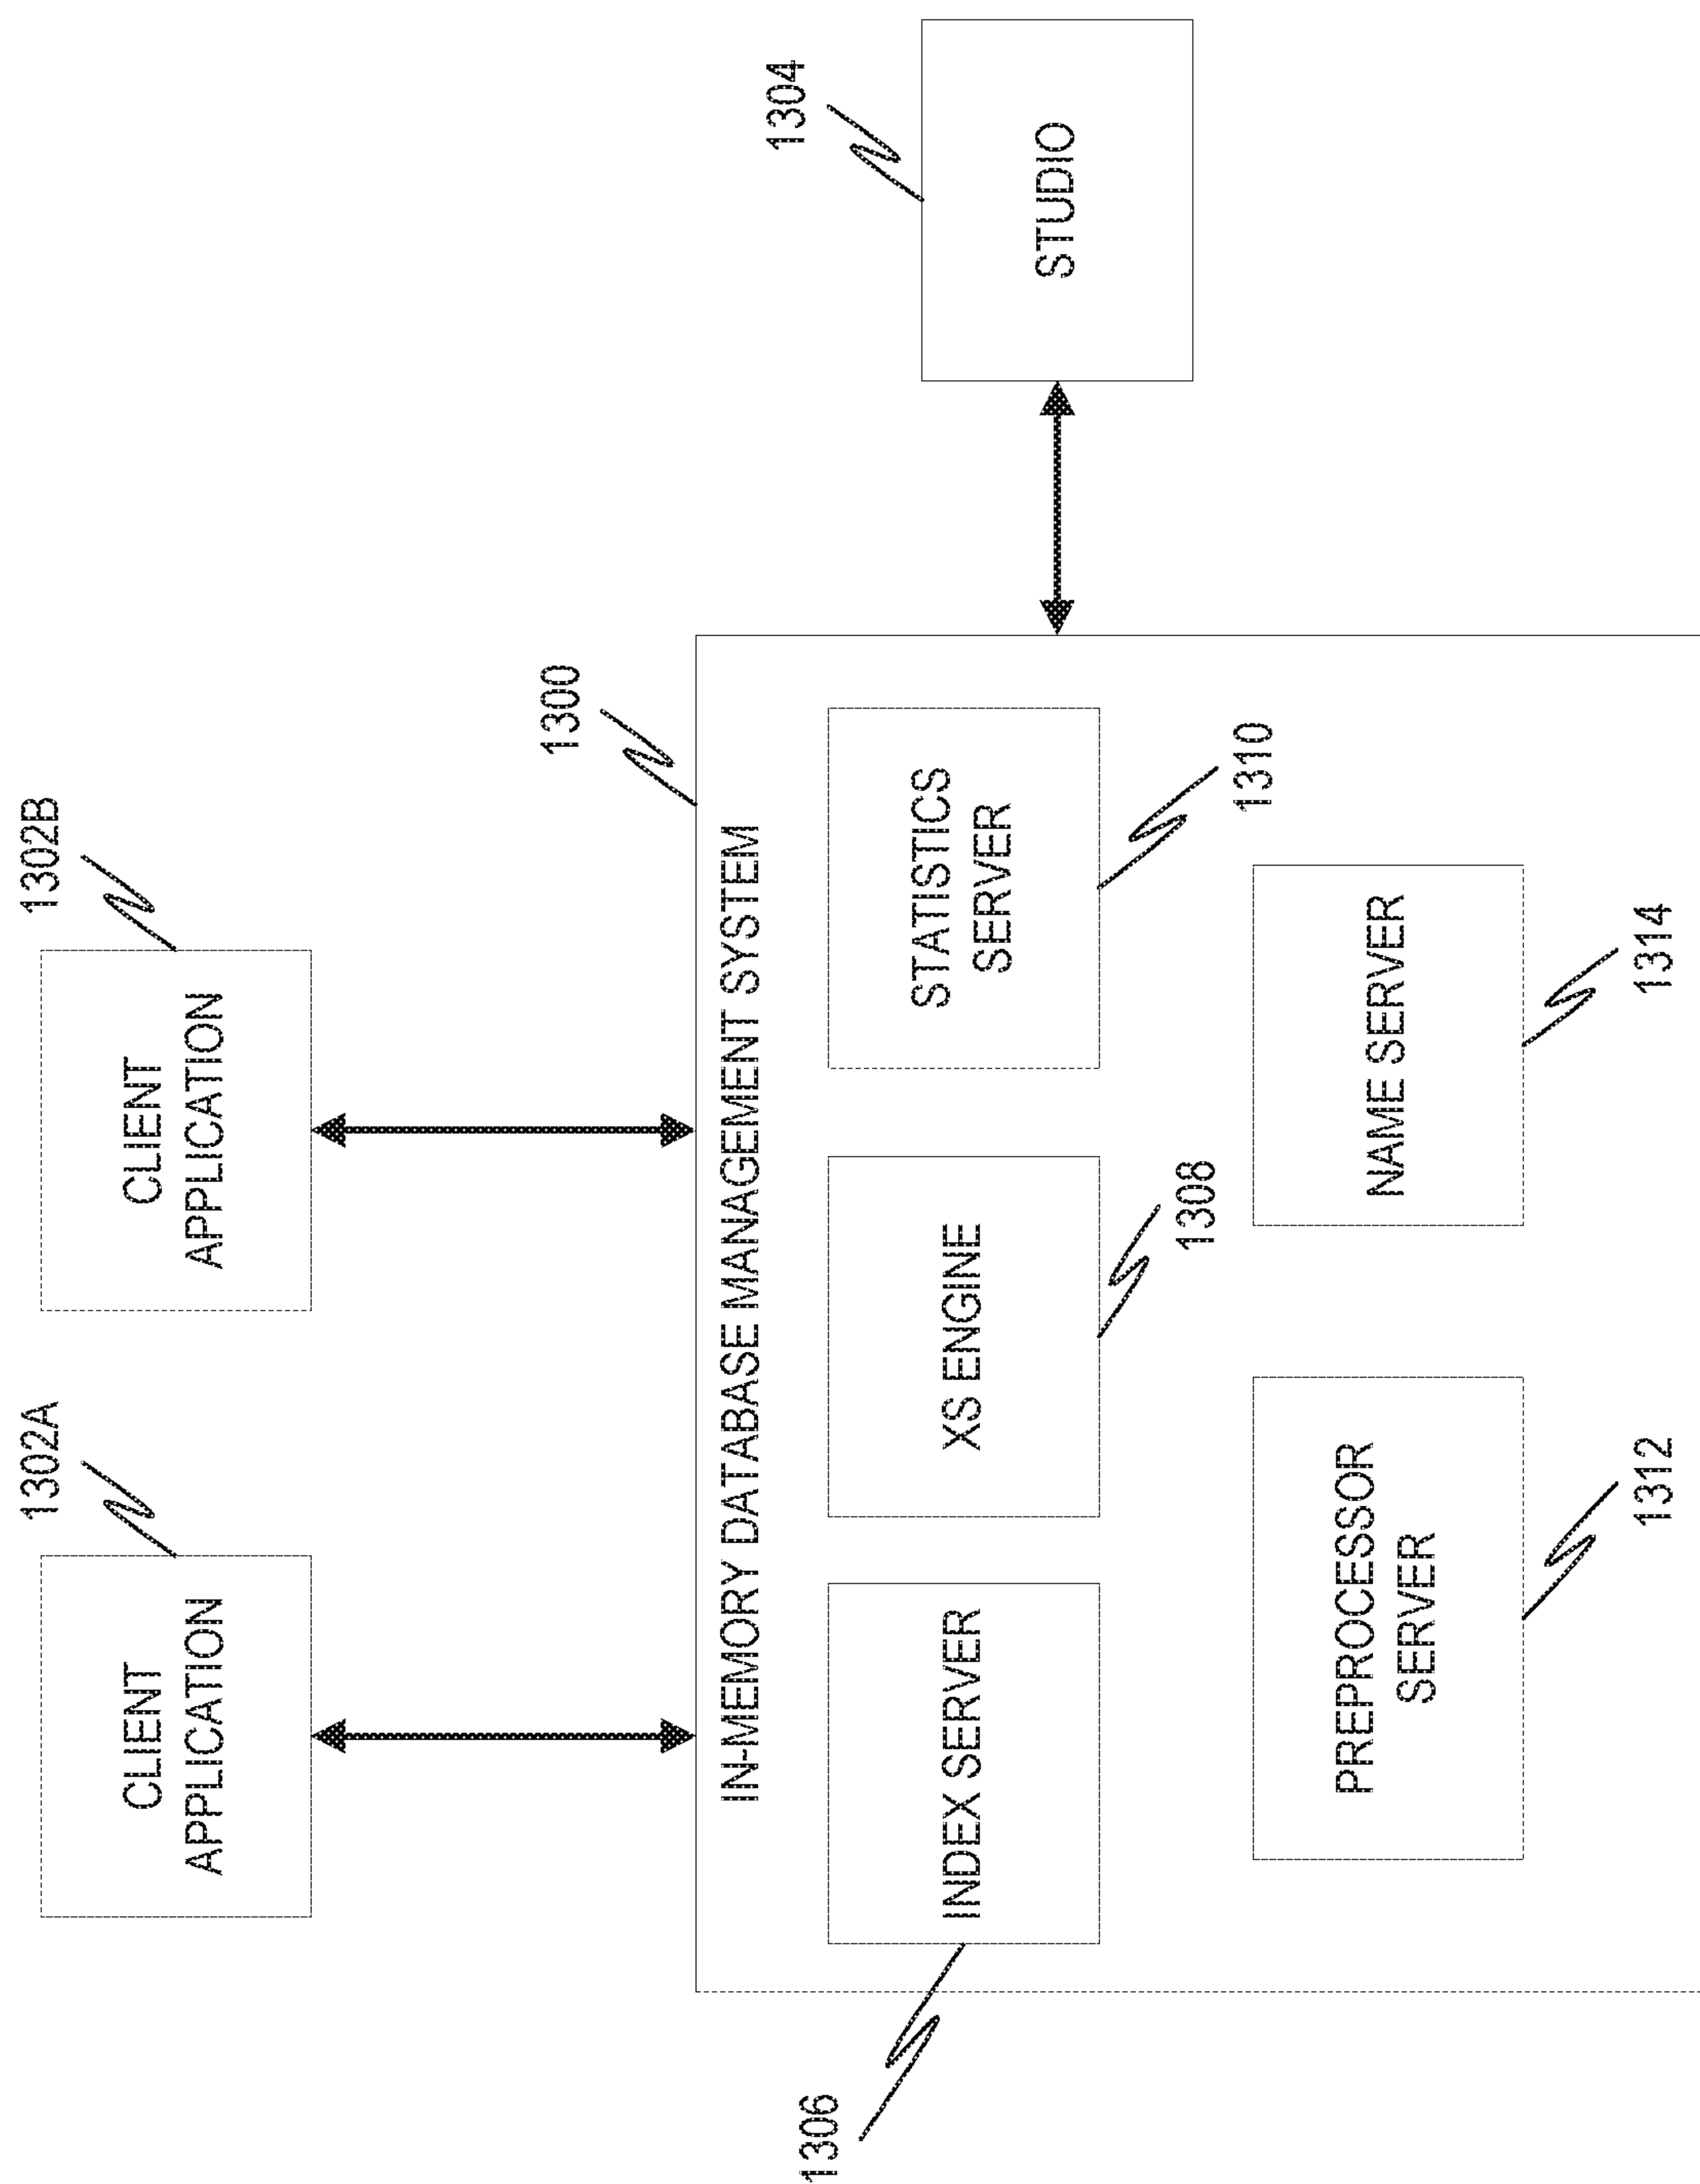 1302A
1302B
CLIENT
APPLICATION
CLIENT
APPLICATION
1300
1304
STUDIO
IN-MEMORY DATABASE MANAGEMENT SYSTEM
1306
INDEX SERVER
XS ENGINE
1308
STATISTICS
SERVER
1310
PREPROCESSOR
SERVER
1312
NAME SERVER
1314